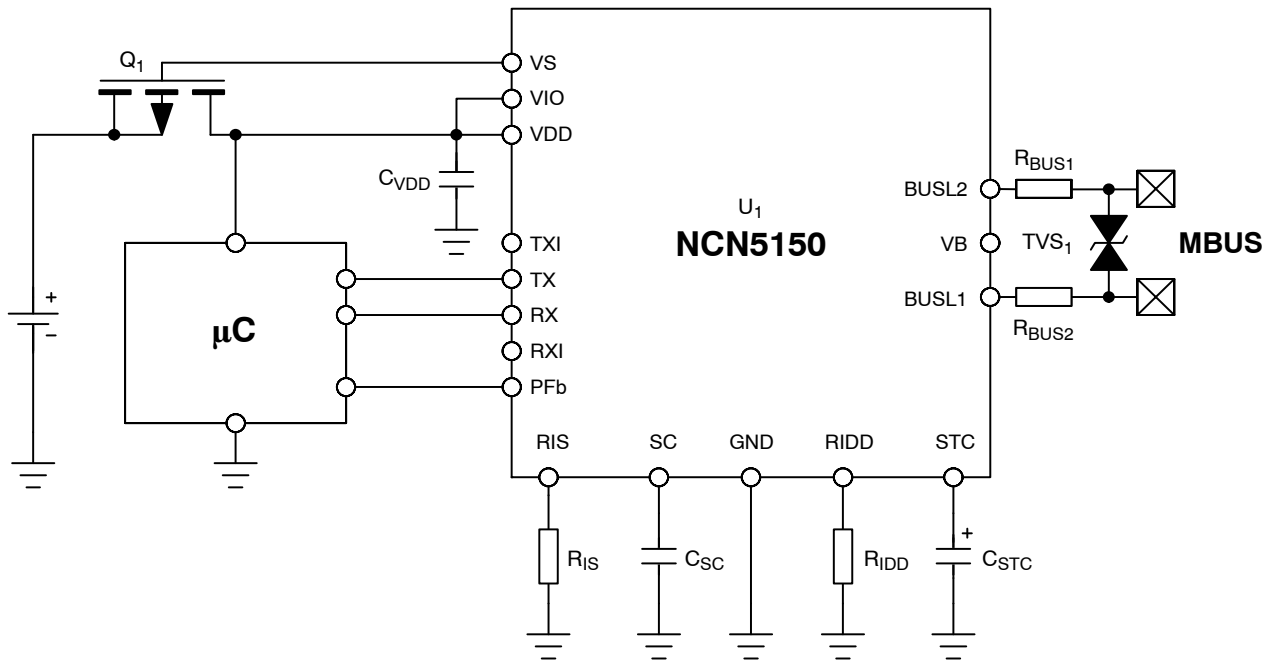 Q1
VS
VIO
VDD
CVDD
RBUS1
BUSL2
U1
NCN5150
TXI
VB
TVS1
MBUS
TX
BUSL1
RX
RBUS2
+
−
µC
RXI
PFb
RIS
SC
GND
RIDD
STC
RIS
CSC
RIDD
+
CSTC